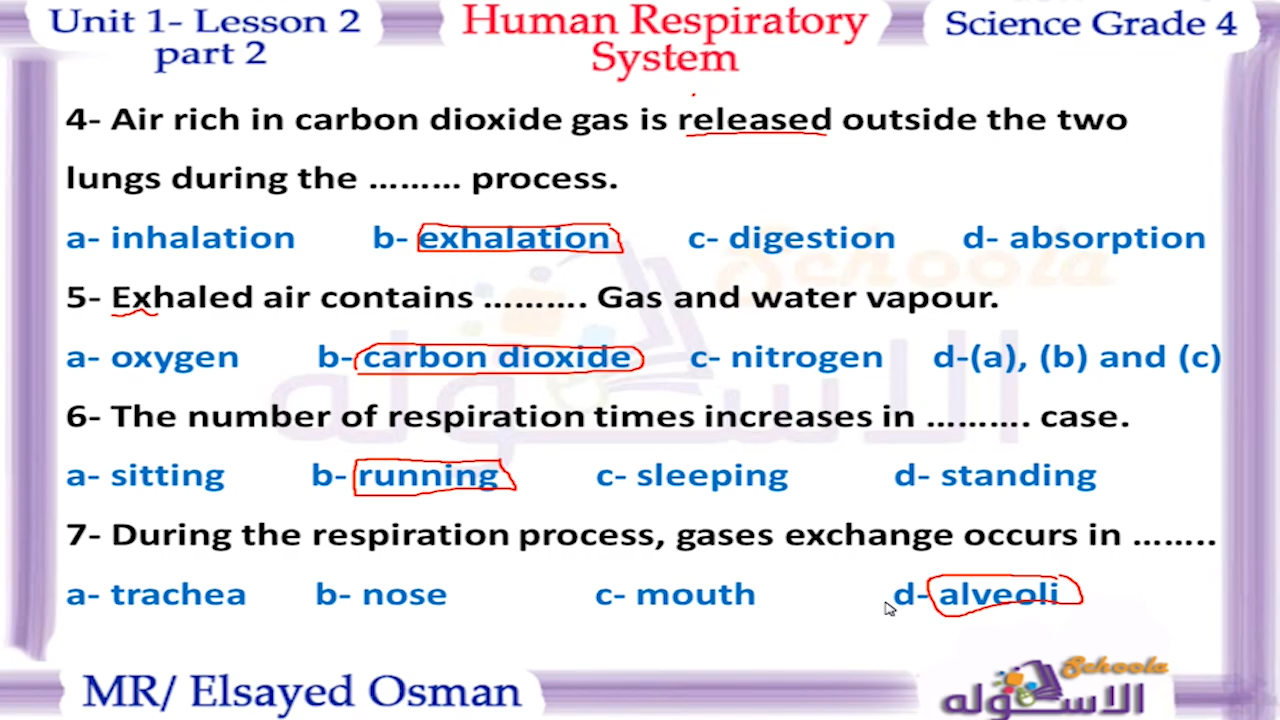 Unit 1- Lesson 2
part 2
Human Respiratory
System
Science Grade 4
4- Air rich in carbon dioxide gas is released outside the two
lungs during the ......... process.
a- inhalation b- exhalation c- digestion d- absorption
5- Exhaled air contains .......... Gas and water vapour.
a- oxygen b- carbon dioxide c- nitrogen d-(a), (b) and (c)
6- The number of respiration times increases in .......... case.
a- sitting b- running c- sleeping d- standing
7- During the respiration process, gases exchange occurs in ........
a- trachea b- nose c- mouth d- alveoli
MR/ Elsayed Osman
Schoola
الاسكوله